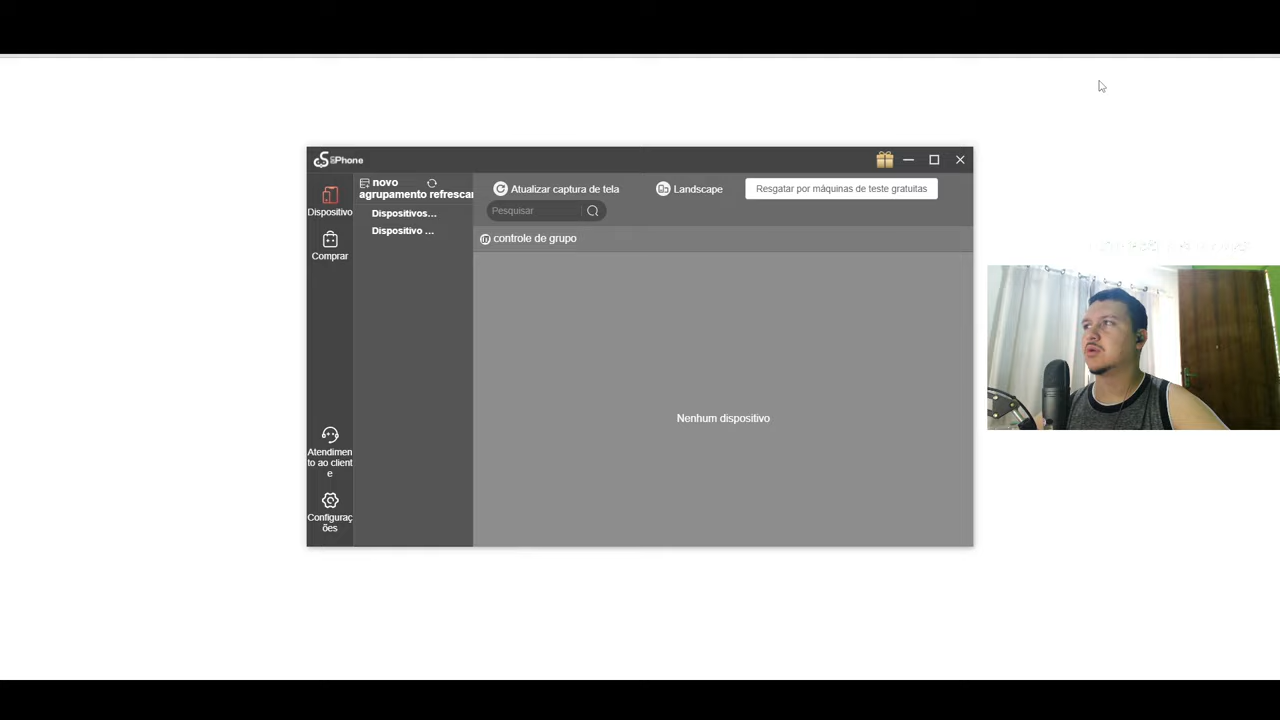 Phone
novo
agrupamento refrescar
Atualizar captura de tela
Landscape
Resgatar por máquinas de teste gratuitas
Pesquisar
Dispositivo
Dispositivos...
Dispositivo ...
controle de grupo
Comprar
Nenhum dispositivo
Atendimen
to ao client
e
Configuraç
ões